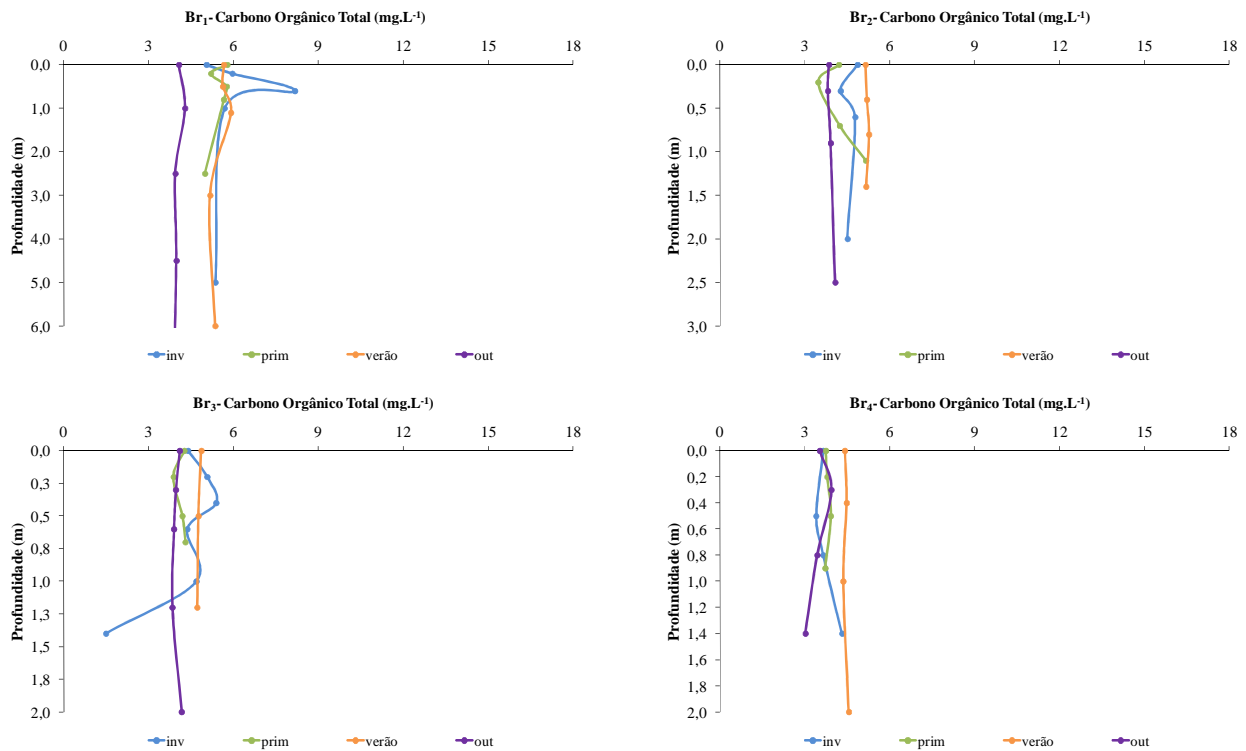 Br₁- Carbono Orgânico Total (mg.L⁻¹)
0 3 6 9 12 15 18
Profundidade (m)
0,0
1,0
2,0
3,0
4,0
5,0
6,0
inv prim verão out
Br₂- Carbono Orgânico Total (mg.L⁻¹)
0 3 6 9 12 15 18
Profundidade (m)
0,0
0,5
1,0
1,5
2,0
2,5
3,0
inv prim verão out
Br₃- Carbono Orgânico Total (mg.L⁻¹)
0 3 6 9 12 15 18
Profundidade (m)
0,0
0,3
0,5
0,8
1,0
1,3
1,5
1,8
2,0
inv prim verão out
Br₄- Carbono Orgânico Total (mg.L⁻¹)
0 3 6 9 12 15 18
Profundidade (m)
0,0
0,2
0,4
0,6
0,8
1,0
1,2
1,4
1,6
1,8
2,0
inv prim verão out